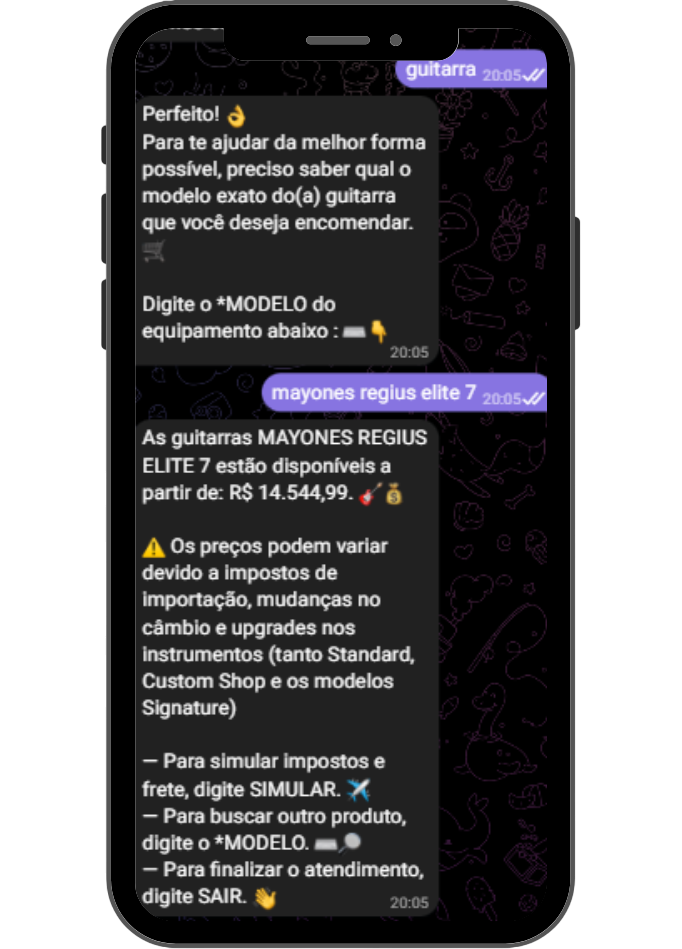 guitarra 20:05
Perfeito! 👌
Para te ajudar da melhor forma
possível, preciso saber qual o
modelo exato do(a) guitarra
que você deseja encomendar.
🛒
Digite o *MODELO do
equipamento abaixo : ⌨️👇
20:05
mayones regius elite 7 20:05
As guitarras MAYONES REGIUS
ELITE 7 estão disponíveis a
partir de: R$ 14.544,99. 🎸💰
⚠️ Os preços podem variar
devido a impostos de
importação, mudanças no
câmbio e upgrades nos
instrumentos (tanto Standard,
Custom Shop e os modelos
Signature)
— Para simular impostos e
frete, digite SIMULAR. ✈️
— Para buscar outro produto,
digite o *MODELO. ⌨️🔎
— Para finalizar o atendimento,
digite SAIR. 👋
20:05